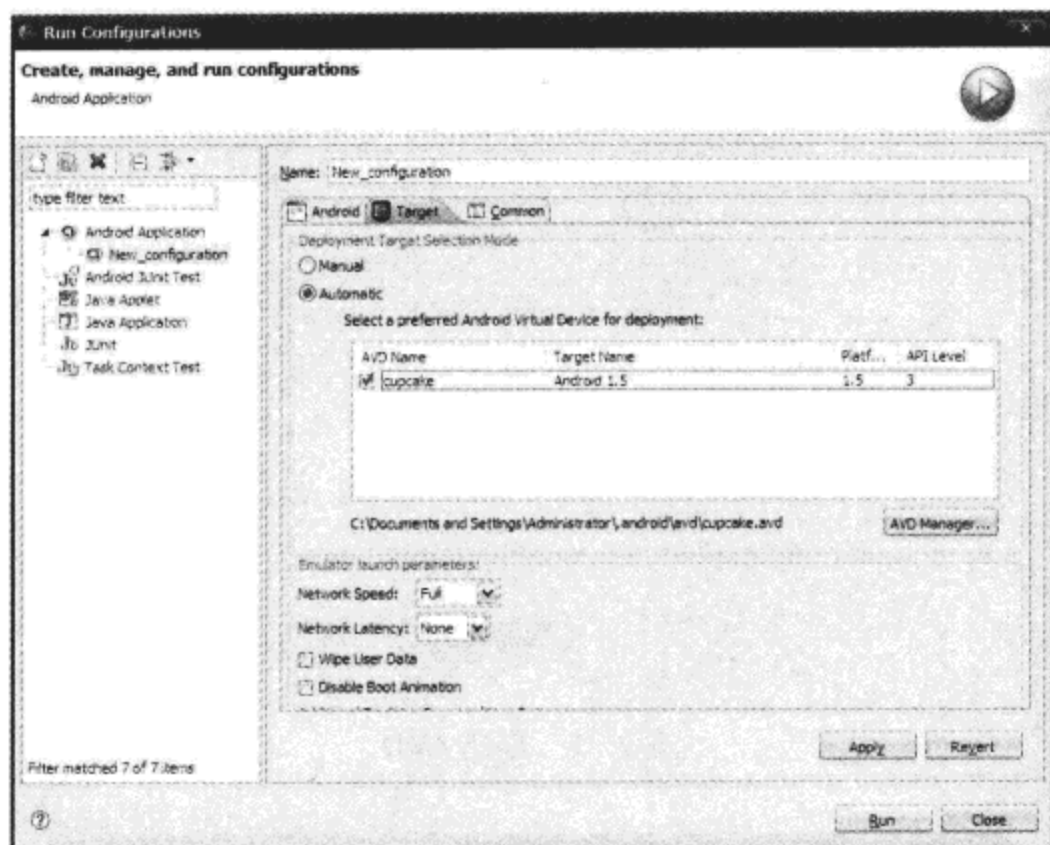 Run Configurations
Create, manage, and run configurations
Android Application
type filter text
Android Application
New_configuration
Android JUnit Test
Java Applet
Java Application
JUnit
Task Context Test
Filter matched 7 of 7 items
Name: New_configuration
Android Target Common
Deployment Target Selection Mode
Manual
Automatic
Select a preferred Android Virtual Device for deployment:
AVD Name Target Name Platf... API Level
cupcake Android 1.5 1.5 3
C:\Documents and Settings\Administrator\.android\avd\cupcake.avd AVD Manager...
Emulator launch parameters:
Network Speed: Full
Network Latency: None
Wipe User Data
Disable Boot Animation
Apply Revert
Run Close